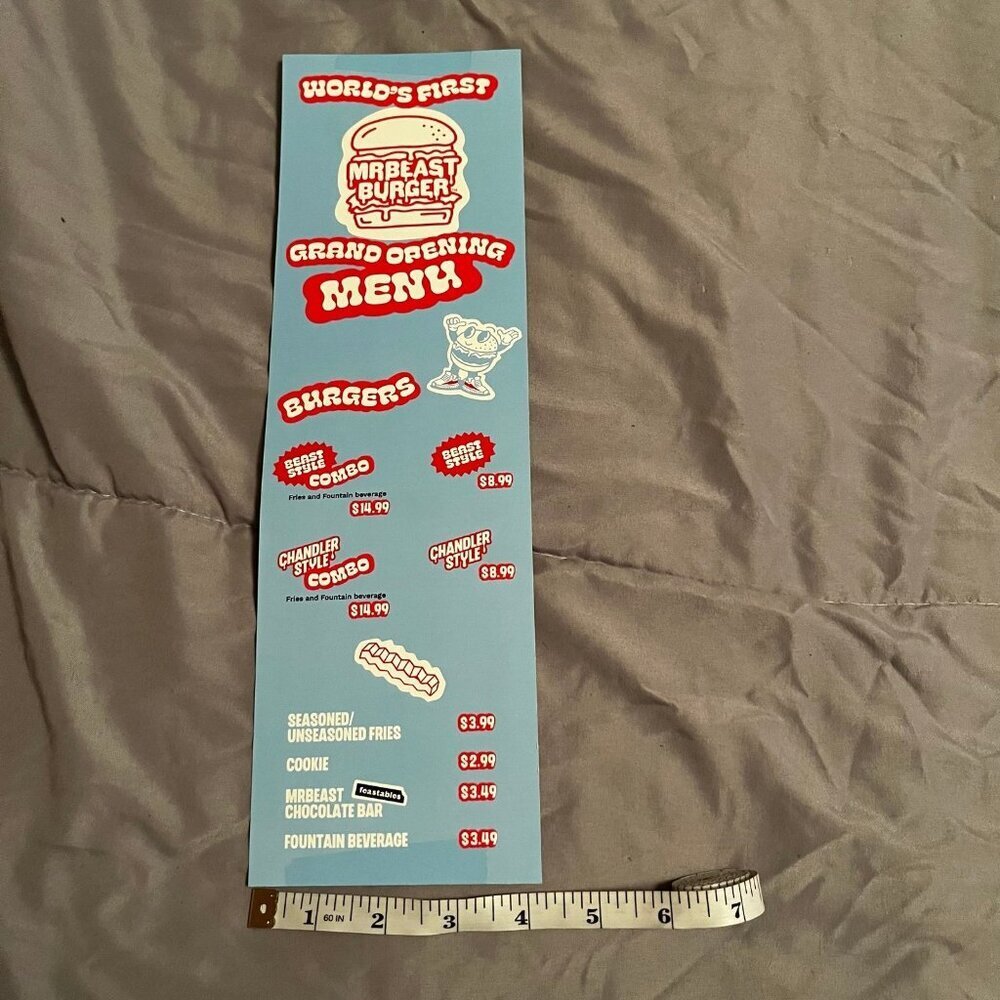 WORLD'S FIRST
MRBEAST
BURGER
GRAND OPENING
MENU
BURGERS
BEAST
STYLE
COMBO
Fries and Fountain beverage
$14.99
BEAST
STYLE
$8.99
CHANDLER
STYLE
COMBO
Fries and Fountain beverage
$14.99
CHANDLER
STYLE
$8.99
SEASONED/
UNSEASONED FRIES
$3.99
COOKIE
$2.99
MRBEAST feastables
CHOCOLATE BAR
$3.49
FOUNTAIN BEVERAGE
$3.49
1 60 IN 2 3 4 5 6 7